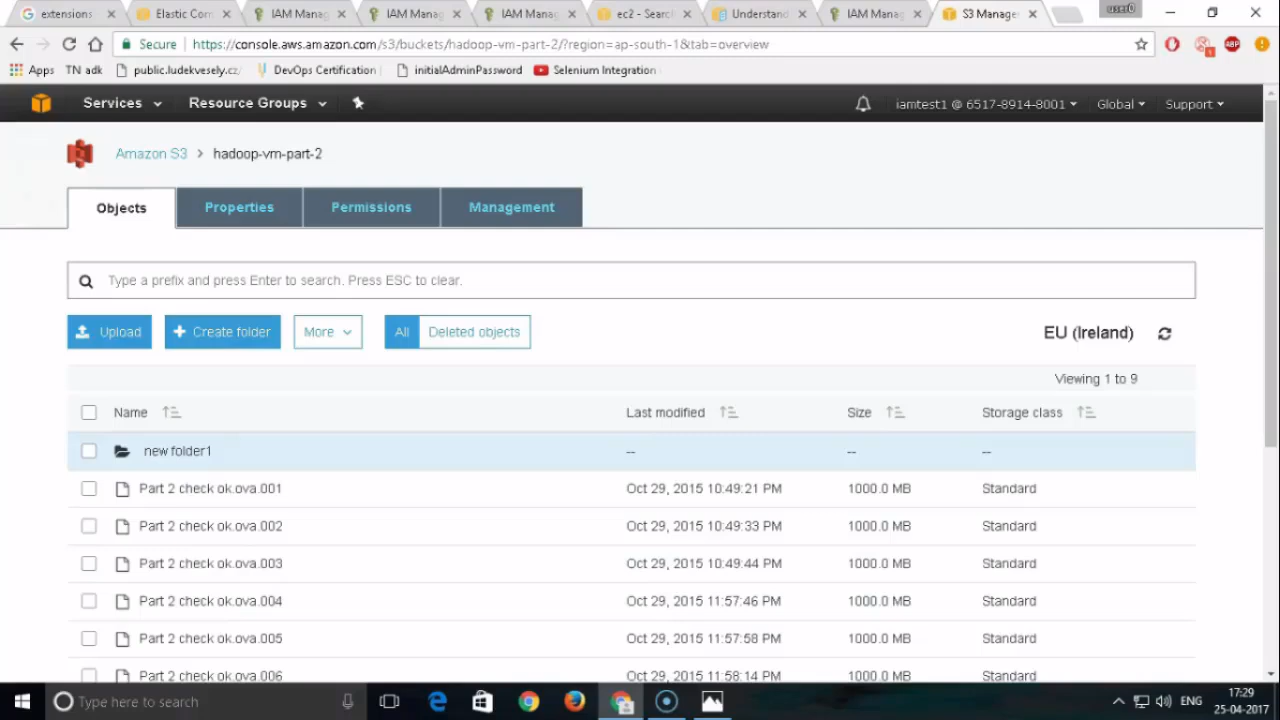 extensions
Elastic Com
IAM Manag
IAM Manag
IAM Manag
ec2 - Searc
Understand
IAM Manag
S3 Manage
user0
Secure
https://console.aws.amazon.com/s3/buckets/hadoop-vm-part-2/?region=ap-south-1&tab=overview
ABP
Apps
TN adk
public.ludekvesely.cz/
DevOps Certification
initialAdminPassword
Selenium Integration
Services
Resource Groups
iamtest1 @ 6517-8914-8001
Global
Support
Amazon S3 > hadoop-vm-part-2
Objects
Properties
Permissions
Management
Type a prefix and press Enter to search. Press ESC to clear.
Upload
+ Create folder
More
All
Deleted objects
EU (Ireland)
Viewing 1 to 9
Name
Last modified
Size
Storage class
new folder1 -- -- --
Part 2 check ok.ova.001 Oct 29, 2015 10:49:21 PM 1000.0 MB Standard
Part 2 check ok.ova.002 Oct 29, 2015 10:49:33 PM 1000.0 MB Standard
Part 2 check ok.ova.003 Oct 29, 2015 10:49:44 PM 1000.0 MB Standard
Part 2 check ok.ova.004 Oct 29, 2015 11:57:46 PM 1000.0 MB Standard
Part 2 check ok.ova.005 Oct 29, 2015 11:57:58 PM 1000.0 MB Standard
Part 2 check ok.ova.006 Oct 29, 2015 11:58:14 PM 1000.0 MB Standard
Type here to search
ENG
17:29
25-04-2017